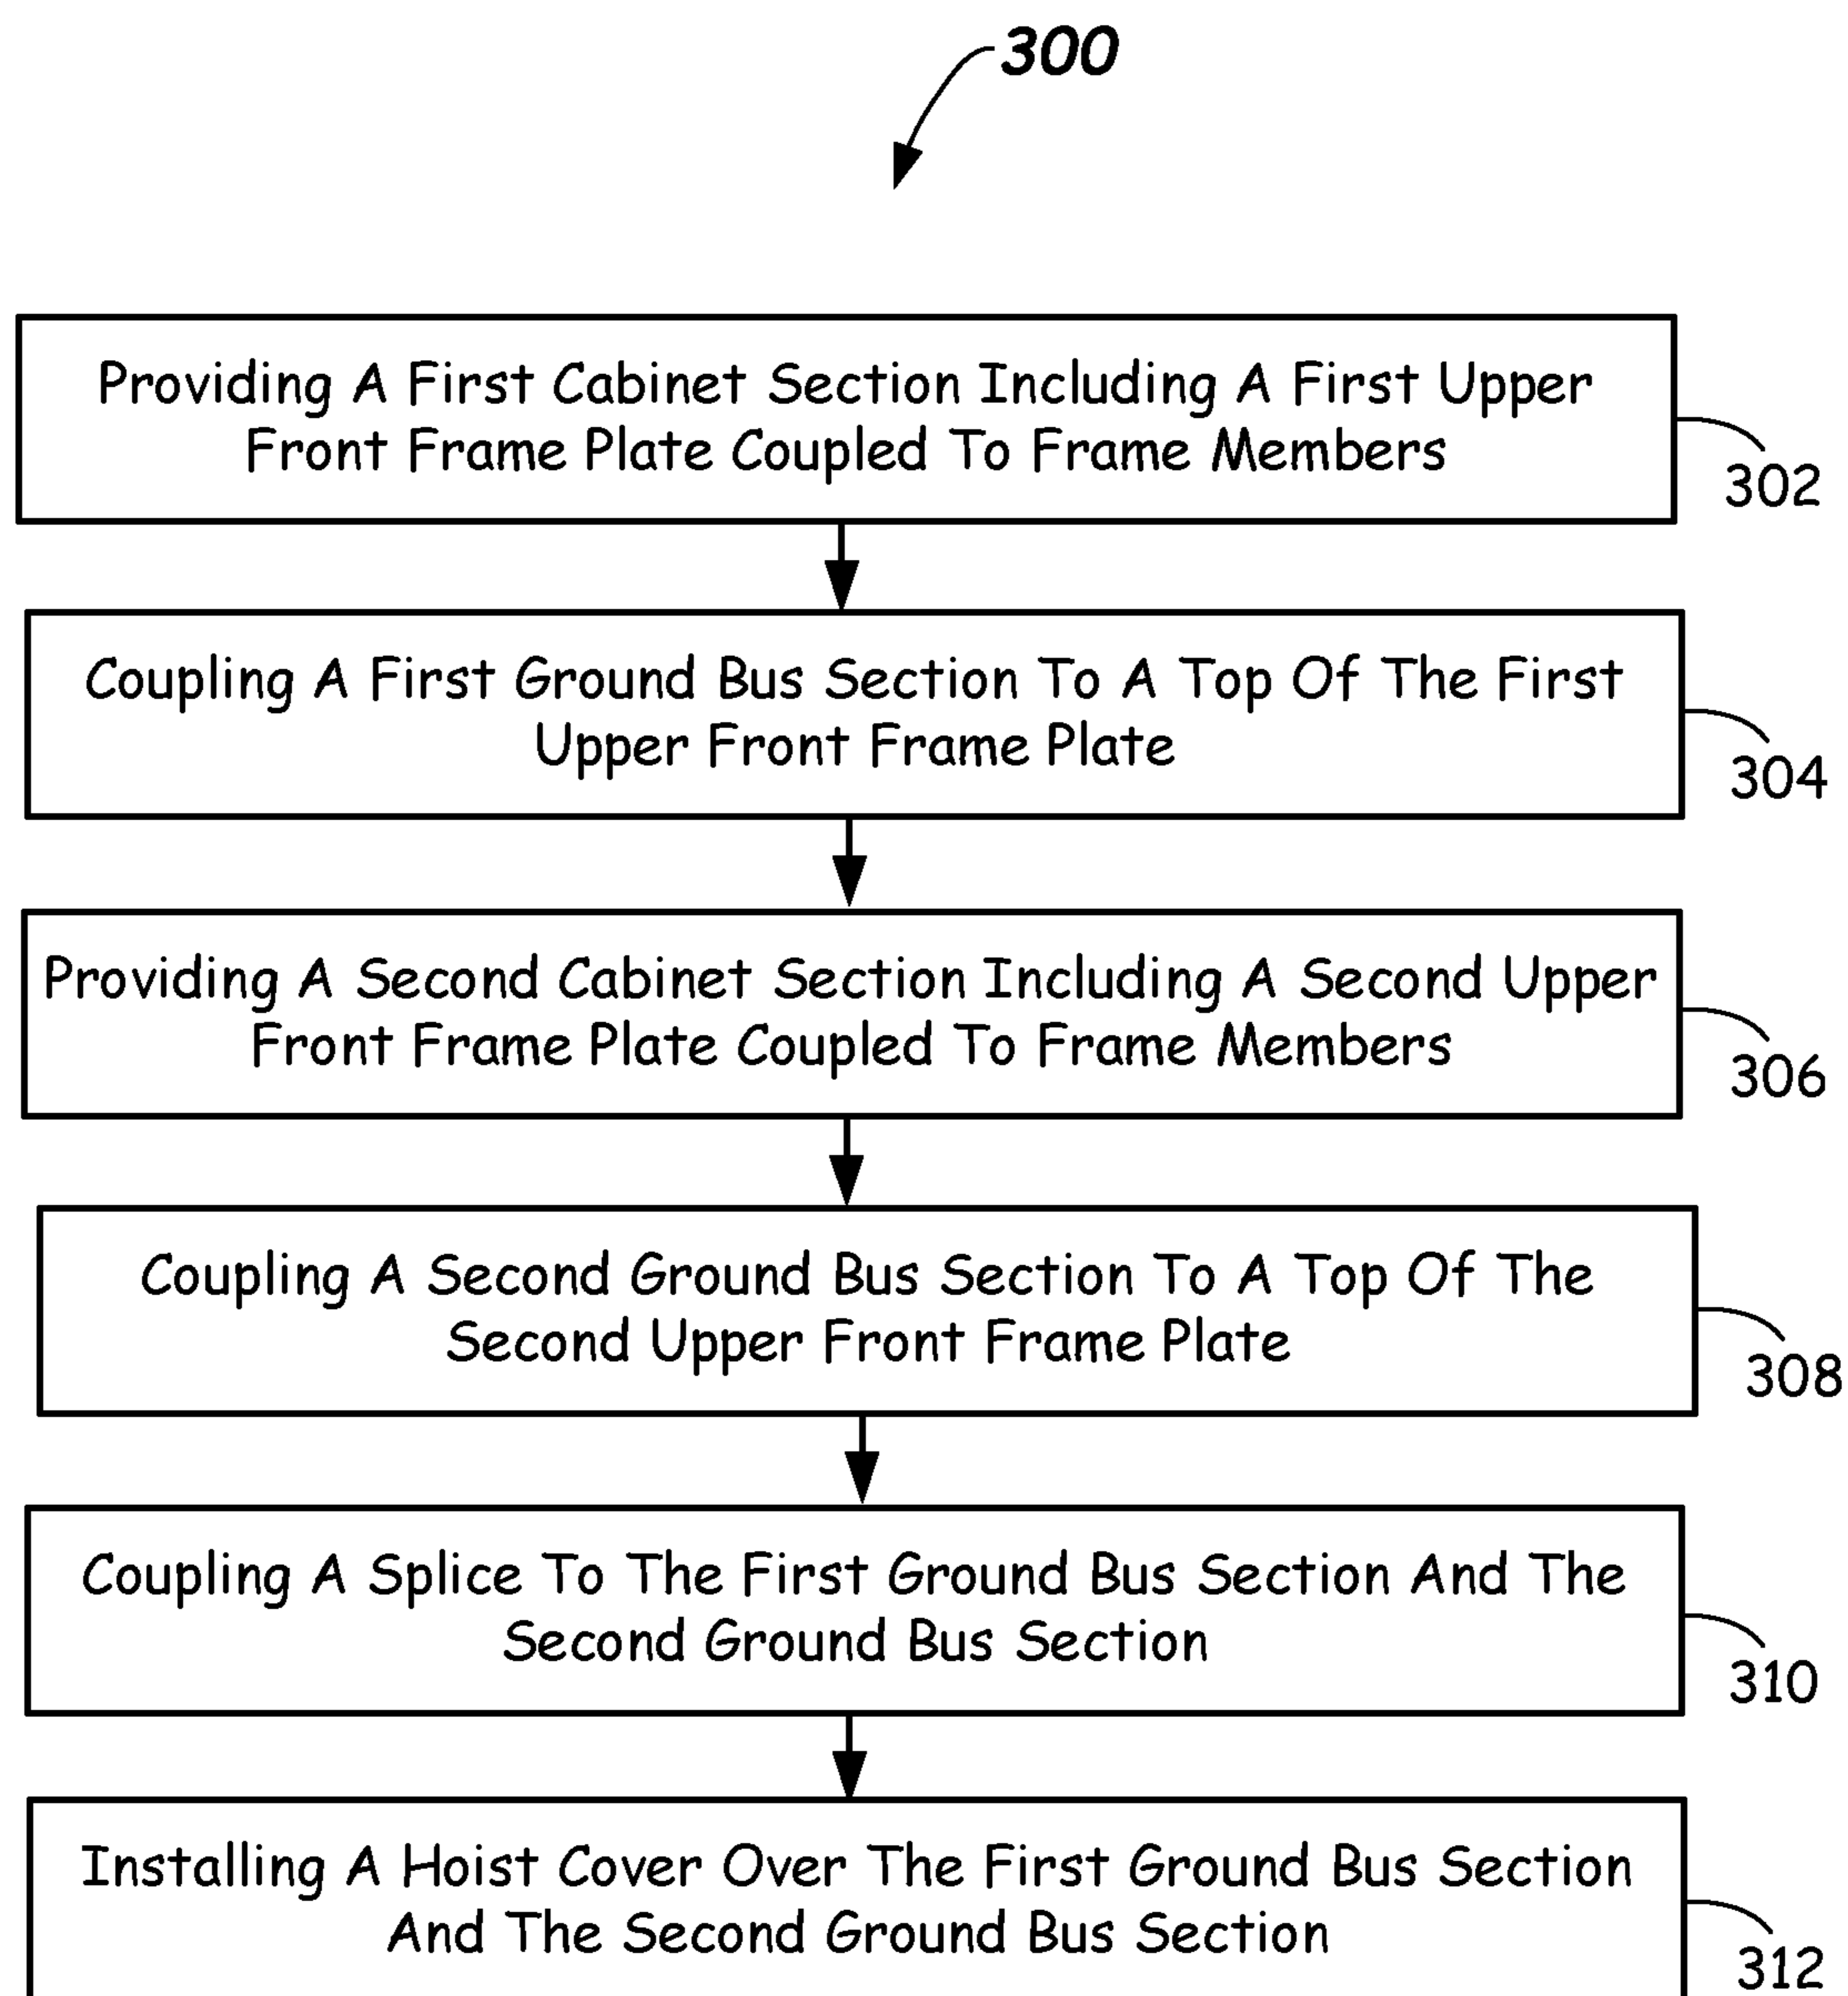 300
Providing A First Cabinet Section Including A First Upper
Front Frame Plate Coupled To Frame Members
302
Coupling A First Ground Bus Section To A Top Of The First
Upper Front Frame Plate
304
Providing A Second Cabinet Section Including A Second Upper
Front Frame Plate Coupled To Frame Members
306
Coupling A Second Ground Bus Section To A Top Of The
Second Upper Front Frame Plate
308
Coupling A Splice To The First Ground Bus Section And The
Second Ground Bus Section
310
Installing A Hoist Cover Over The First Ground Bus Section
And The Second Ground Bus Section
312